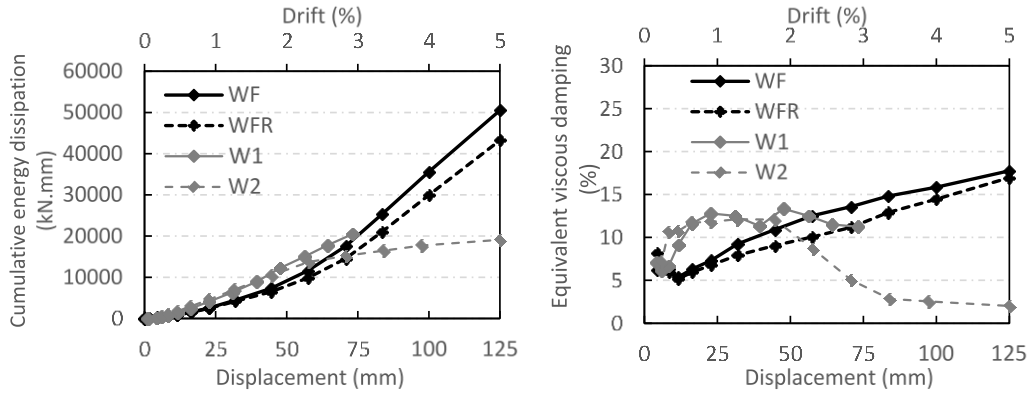 Drift (%)
0 1 2 3 4 5
60000
50000
40000
30000
20000
10000
0
Cumulative energy dissipation
(kN.mm)
WF
WFR
W1
W2
0 25 50 75 100 125
Displacement (mm)
Drift (%)
0 1 2 3 4 5
30
25
20
15
10
5
0
Equivalent viscous damping
(%)
WF
WFR
W1
W2
0 25 50 75 100 125
Displacement (mm)